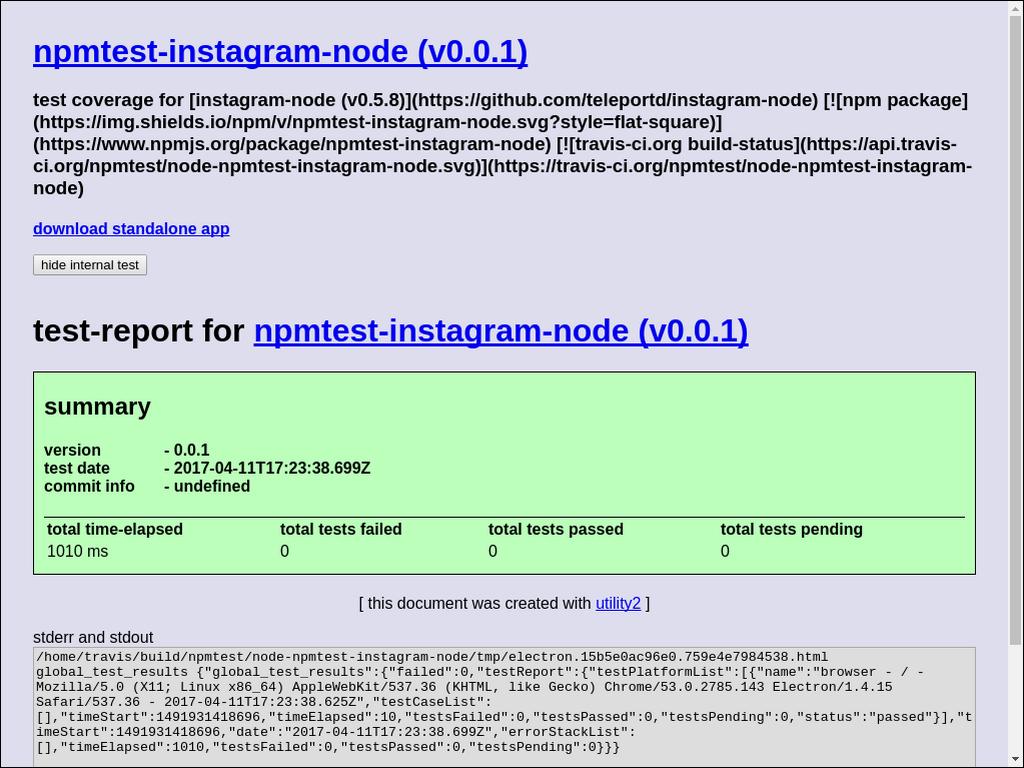 npmtest-instagram-node (v0.0.1)
test coverage for [instagram-node (v0.5.8)](https://github.com/teleportd/instagram-node) [![npm package]
(https://img.shields.io/npm/v/npmtest-instagram-node.svg?style=flat-square)]
(https://www.npmjs.org/package/npmtest-instagram-node) [![travis-ci.org build-status](https://api.travis-
ci.org/npmtest/node-npmtest-instagram-node.svg)](https://travis-ci.org/npmtest/node-npmtest-instagram-
node)
download standalone app
hide internal test
test-report for npmtest-instagram-node (v0.0.1)
summary
version - 0.0.1
test date - 2017-04-11T17:23:38.699Z
commit info - undefined
total time-elapsed total tests failed total tests passed total tests pending
1010 ms 0 0 0
[ this document was created with utility2 ]
stderr and stdout
/home/travis/build/npmtest/node-npmtest-instagram-node/tmp/electron.15b5e0ac96e0.759e4e7984538.html
global_test_results {"global_test_results":{"failed":0,"testReport":{"testPlatformList":[{"name":"browser - / -
Mozilla/5.0 (X11; Linux x86_64) AppleWebKit/537.36 (KHTML, like Gecko) Chrome/53.0.2785.143 Electron/1.4.15
Safari/537.36 - 2017-04-11T17:23:38.625Z","testCaseList":
[],"timeStart":1491931418696,"timeElapsed":10,"testsFailed":0,"testsPassed":0,"testsPending":0,"status":"passed"}],"t
imeStart":1491931418696,"date":"2017-04-11T17:23:38.699Z","errorStackList":
[],"timeElapsed":1010,"testsFailed":0,"testsPassed":0,"testsPending":0}}}